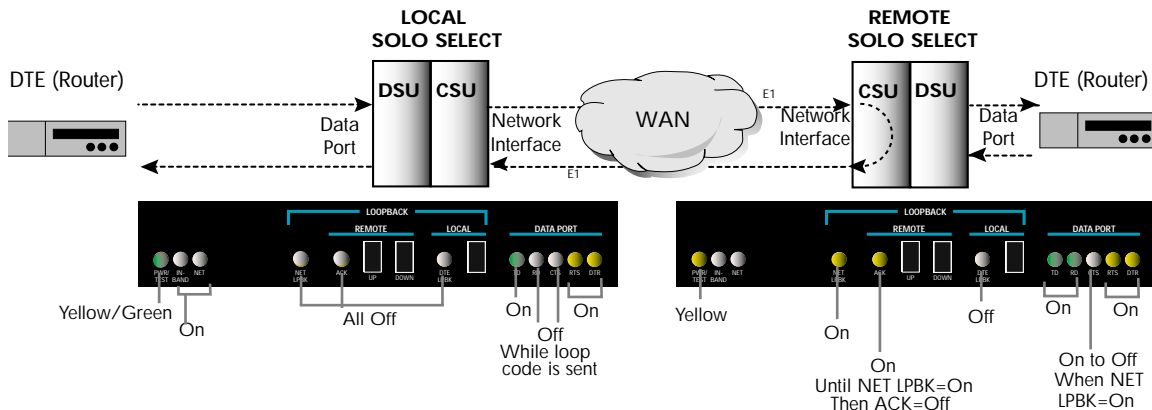 LOCAL
SOLO SELECT
REMOTE
SOLO SELECT
DTE (Router)
DSU
CSU
Data
Port
Network
Interface
WAN
E1
E1
Network
Interface
CSU
DSU
Data
Port
DTE (Router)
LOOPBACK
REMOTE
LOCAL
DATA PORT
PWR/
TEST
IN-
BAND
NET
NET
LPBK
ACK
UP
DOWN
DTE
LPBK
TD
RD
CTS
RTS
DTR
Yellow/Green
On
All Off
On
Off
While loop
code is sent
On
LOOPBACK
REMOTE
LOCAL
DATA PORT
PWR/
TEST
IN-
BAND
NET
NET
LPBK
ACK
UP
DOWN
DTE
LPBK
TD
RD
CTS
RTS
DTR
Yellow
On
On
Until NET LPBK=On
Then ACK=Off
Off
On
On to Off
When NET
LPBK=On
On